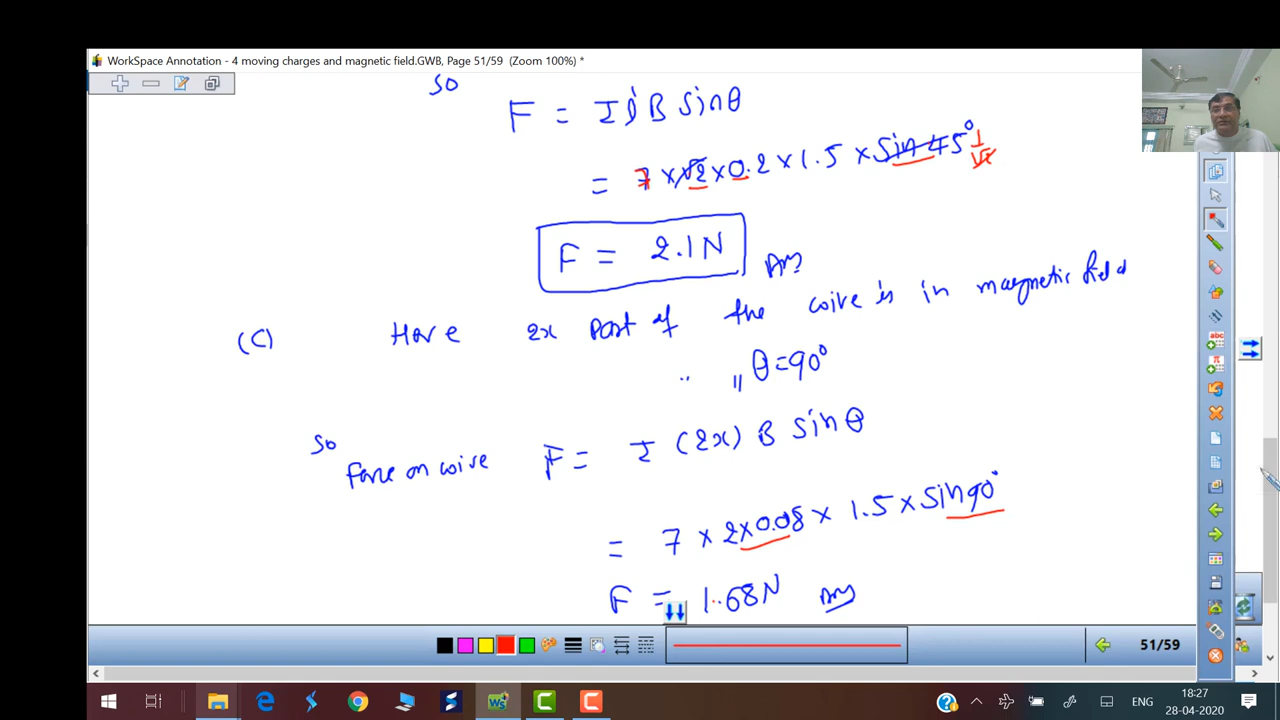 WorkSpace Annotation - 4 moving charges and magnetic field.GWB, Page 51/59 (Zoom 100%) *
So
F = I l B Sinθ
= 7 × √2 × 0.2 × 1.5 × Sin 45° 1/√2
F = 2.1 N Ans
(C) Here 2x Part of the wire is in magnetic field
" " θ=90°
So
Force on wire F = I (2x) B Sinθ
= 7 × 2×0.08 × 1.5 × Sin90°
F = 1.68N Ans
abc
π
51/59
ENG
18:27
28-04-2020